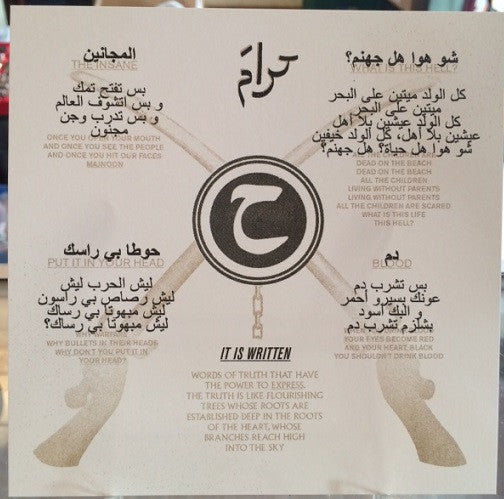 حرام
المجانين
THE INSANE
بس تفتح تمك
و بس اتشوف العالم
و بس تدرب وجن
مجنون
ONCE YOU OPEN YOUR MOUTH
AND ONCE YOU SEE THE PEOPLE
AND ONCE YOU HIT OUR FACES
MAJNOON
شو هوا هل جهنم؟
WHAT IS THIS HELL?
كل الولد ميتين على البحر
ميتين على البحر
كل الولد عيشين بلا أهل
عيشين بلا أهل، كل الولد خيفين
شو هوا هل حياة؟ هل جهنم؟
ALL THE CHILDREN ARE
DEAD ON THE BEACH
DEAD ON THE BEACH
ALL THE CHILDREN
LIVING WITHOUT PARENTS
LIVING WITHOUT PARENTS
ALL THE CHILDREN ARE SCARED
WHAT IS THIS LIFE
THIS HELL?
ح
حوطا بي راسك
PUT IT IN YOUR HEAD
ليش الحرب ليش
ليش رصاص بي راسون
ليش مبهوتا بي رساك
ليش مبهوتا بي رساك؟
WHY BULLETS IN THEIR HEADS
WHY DON'T YOU PUT IT IN
YOUR HEAD?
دم
BLOOD
بس تشرب دم
عونك بسيرو احمر
و البك اسود
بشلزم تشرب دم
YOUR EYES BECOME RED
AND YOUR HEART, BLACK
YOU SHOULDN'T DRINK BLOOD
IT IS WRITTEN
WORDS OF TRUTH THAT HAVE
THE POWER TO EXPRESS.
THE TRUTH IS LIKE FLOURISHING
TREES WHOSE ROOTS ARE
ESTABLISHED DEEP IN THE ROOTS
OF THE HEART, WHOSE
BRANCHES REACH HIGH
INTO THE SKY